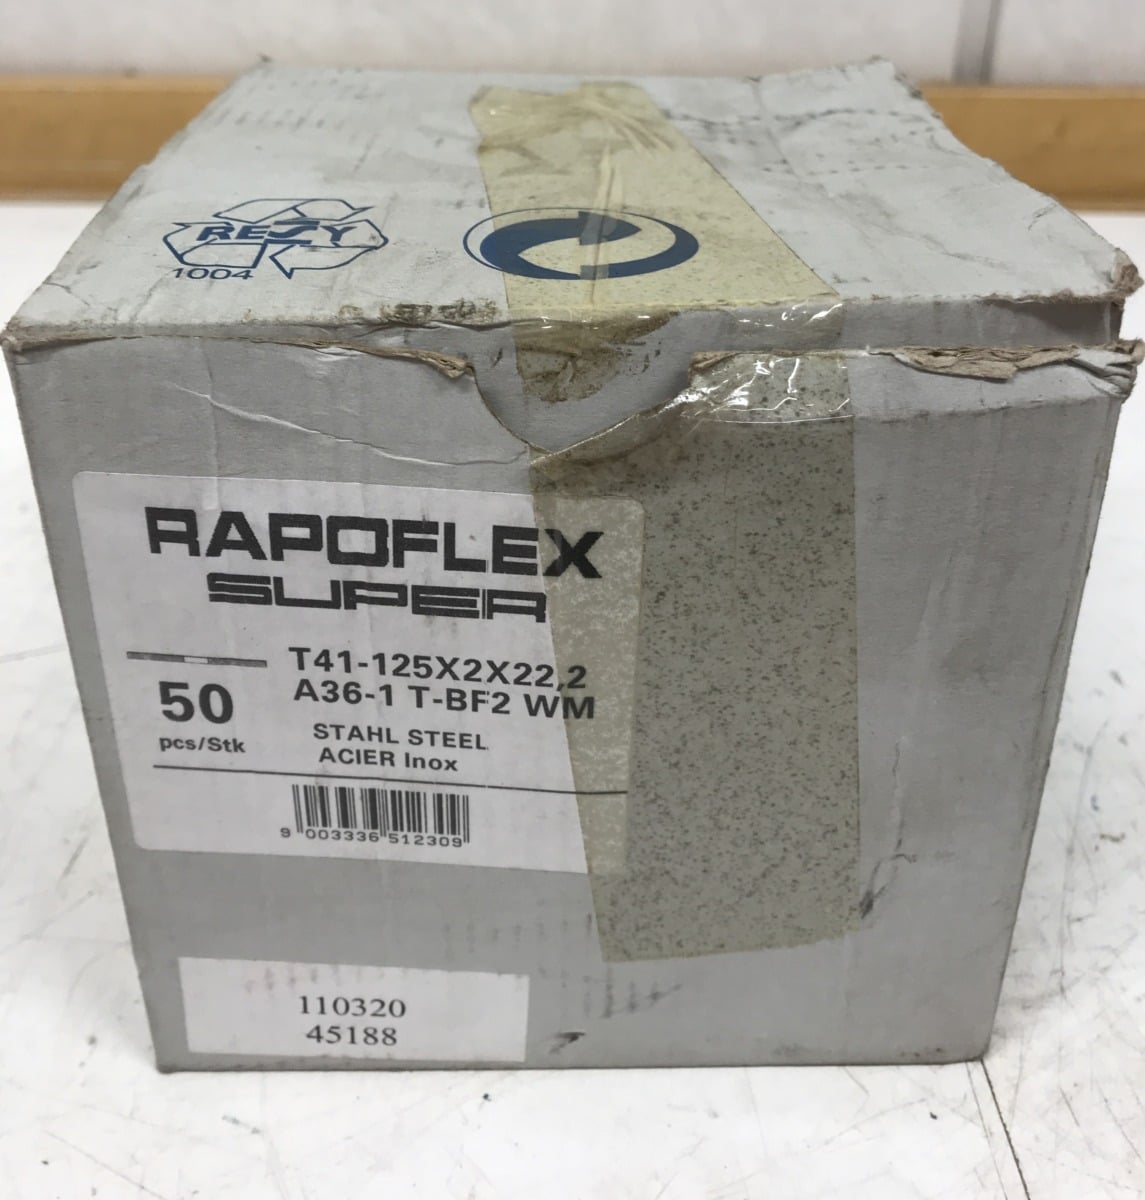 RESY
1004
RAPOFLEX
SUPER
T41-125X2X22,2
A36-1 T-BF2 WM
50
pcs/Stk
STAHL STEEL
ACIER Inox
9 003336 512309
110320
45188